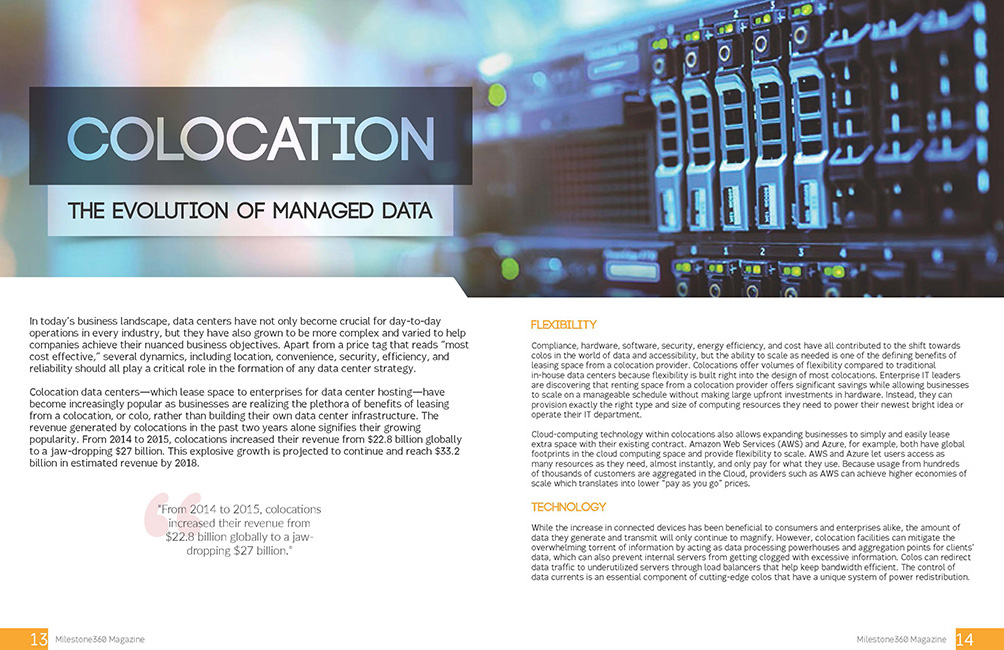 COLOCATION
THE EVOLUTION OF MANAGED DATA
1 2 3
1 2 3 4
In today's business landscape, data centers have not only become crucial for day-to-day
operations in every industry, but they have also grown to be more complex and varied to help
companies achieve their nuanced business objectives. Apart from a price tag that reads “most
cost effective,” several dynamics, including location, convenience, security, efficiency, and
reliability should all play a critical role in the formation of any data center strategy.
Colocation data centers—which lease space to enterprises for data center hosting—have
become increasingly popular as businesses are realizing the plethora of benefits of leasing
from a colocation, or colo, rather than building their own data center infrastructure. The
revenue generated by colocations in the past two years alone signifies their growing
popularity. From 2014 to 2015, colocations increased their revenue from $22.8 billion globally
to a jaw-dropping $27 billion. This explosive growth is projected to continue and reach $33.2
billion in estimated revenue by 2018.
"From 2014 to 2015, colocations
increased their revenue from
$22.8 billion globally to a jaw-
dropping $27 billion."
13 Milestone360 Magazine
FLEXIBILITY
Compliance, hardware, software, security, energy efficiency, and cost have all contributed to the shift towards
colos in the world of data and accessibility, but the ability to scale as needed is one of the defining benefits of
leasing space from a colocation provider. Colocations offer volumes of flexibility compared to traditional
in-house data centers because flexibility is built right into the design of most colocations. Enterprise IT leaders
are discovering that renting space from a colocation provider offers significant savings while allowing businesses
to scale on a manageable schedule without making large upfront investments in hardware. Instead, they can
provision exactly the right type and size of computing resources they need to power their newest bright idea or
operate their IT department.
Cloud-computing technology within colocations also allows expanding businesses to simply and easily lease
extra space with their existing contract. Amazon Web Services (AWS) and Azure, for example, both have global
footprints in the cloud computing space and provide flexibility to scale. AWS and Azure let users access as
many resources as they need, almost instantly, and only pay for what they use. Because usage from hundreds
of thousands of customers are aggregated in the Cloud, providers such as AWS can achieve higher economies of
scale which translates into lower “pay as you go” prices.
TECHNOLOGY
While the increase in connected devices has been beneficial to consumers and enterprises alike, the amount of
data they generate and transmit will only continue to magnify. However, colocation facilities can mitigate the
overwhelming torrent of information by acting as data processing powerhouses and aggregation points for clients'
data, which can also prevent internal servers from getting clogged with excessive information. Colos can redirect
data traffic to underutilized servers through load balancers that help keep bandwidth efficient. The control of
data currents is an essential component of cutting-edge colos that have a unique system of power redistribution.
Milestone360 Magazine 14